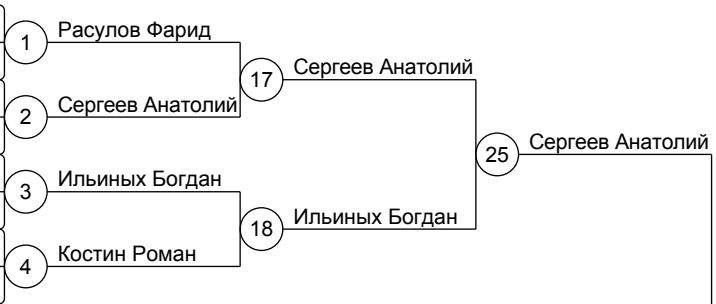 1 Расулов Фарид
17 Сергеев Анатолий
2 Сергеев Анатолий
25 Сергеев Анатолий
3 Ильиных Богдан
18 Ильиных Богдан
4 Костин Роман